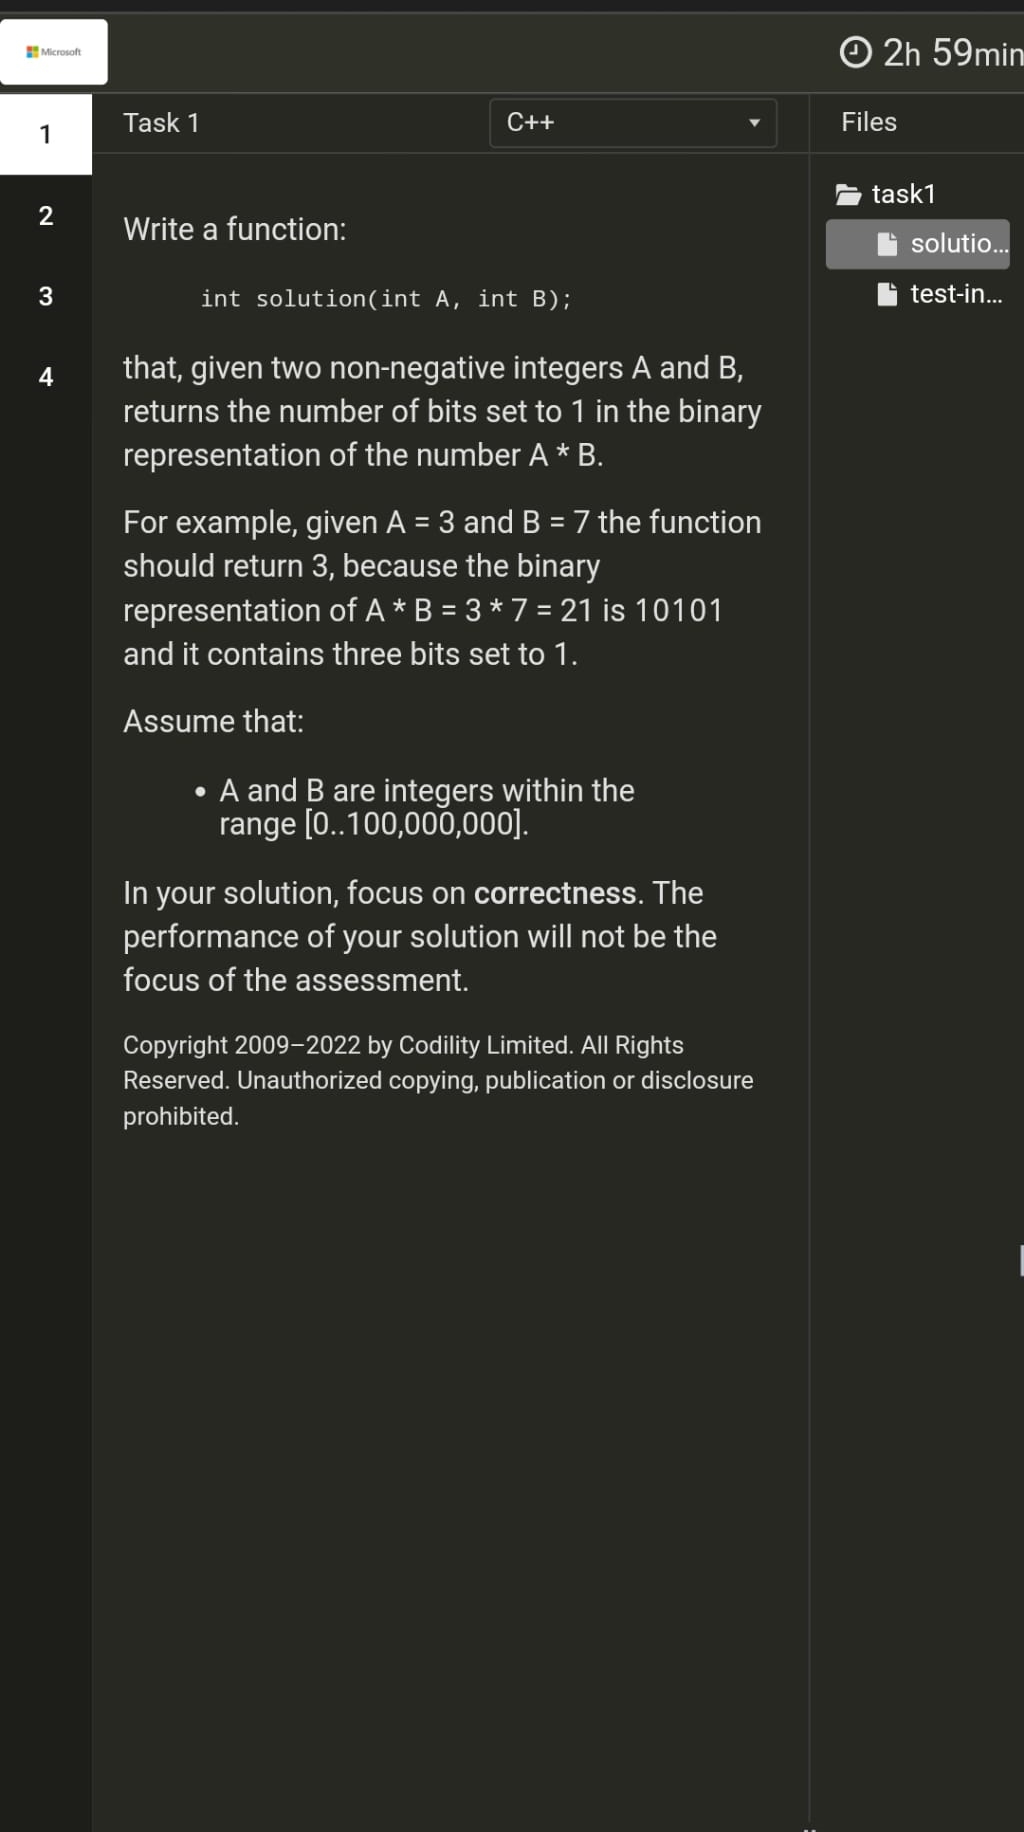 Microsoft
2h 59min
1
Task 1
C++
Files
2
3
4
task1
solutio...
test-in...
Write a function:
int solution(int A, int B);
that, given two non-negative integers A and B,
returns the number of bits set to 1 in the binary
representation of the number A * B.
For example, given A = 3 and B = 7 the function
should return 3, because the binary
representation of A * B = 3 * 7 = 21 is 10101
and it contains three bits set to 1.
Assume that:
• A and B are integers within the
range [0..100,000,000].
In your solution, focus on correctness. The
performance of your solution will not be the
focus of the assessment.
Copyright 2009–2022 by Codility Limited. All Rights
Reserved. Unauthorized copying, publication or disclosure
prohibited.